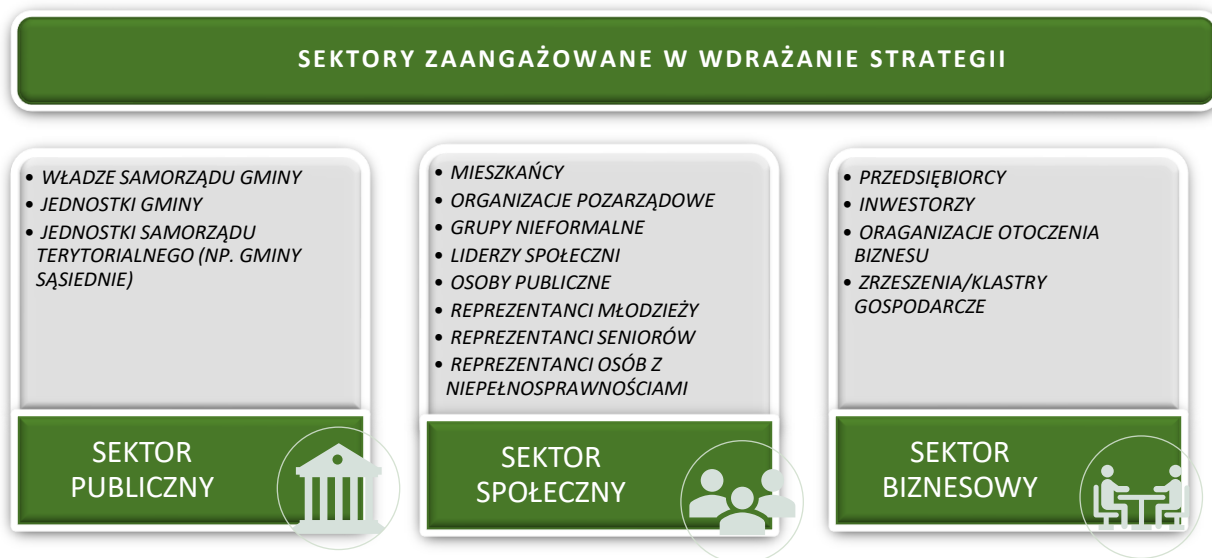 SEKTORY ZAANGAŻOWANE W WDRAŻANIE STRATEGII
• WŁADZE SAMORZĄDU GMINY
• JEDNOSTKI GMINY
• JEDNOSTKI SAMORZĄDU
TERYTORIALNEGO (NP. GMINY
SĄSIEDNIE)
SEKTOR
PUBLICZNY
• MIESZKAŃCY
• ORGANIZACJE POZARZĄDOWE
• GRUPY NIEFORMALNE
• LIDERZY SPOŁECZNI
• OSOBY PUBLICZNE
• REPREZENTANCI MŁODZIEŻY
• REPREZENTANCI SENIORÓW
• REPREZENTANCI OSÓB Z
NIEPEŁNOSPRAWNOŚCIAMI
SEKTOR
SPOŁECZNY
• PRZEDSIĘBIORCY
• INWESTORZY
• ORAGANIZACJE OTOCZENIA
BIZNESU
• ZRZESZENIA/KLASTRY
GOSPODARCZE
SEKTOR
BIZNESOWY